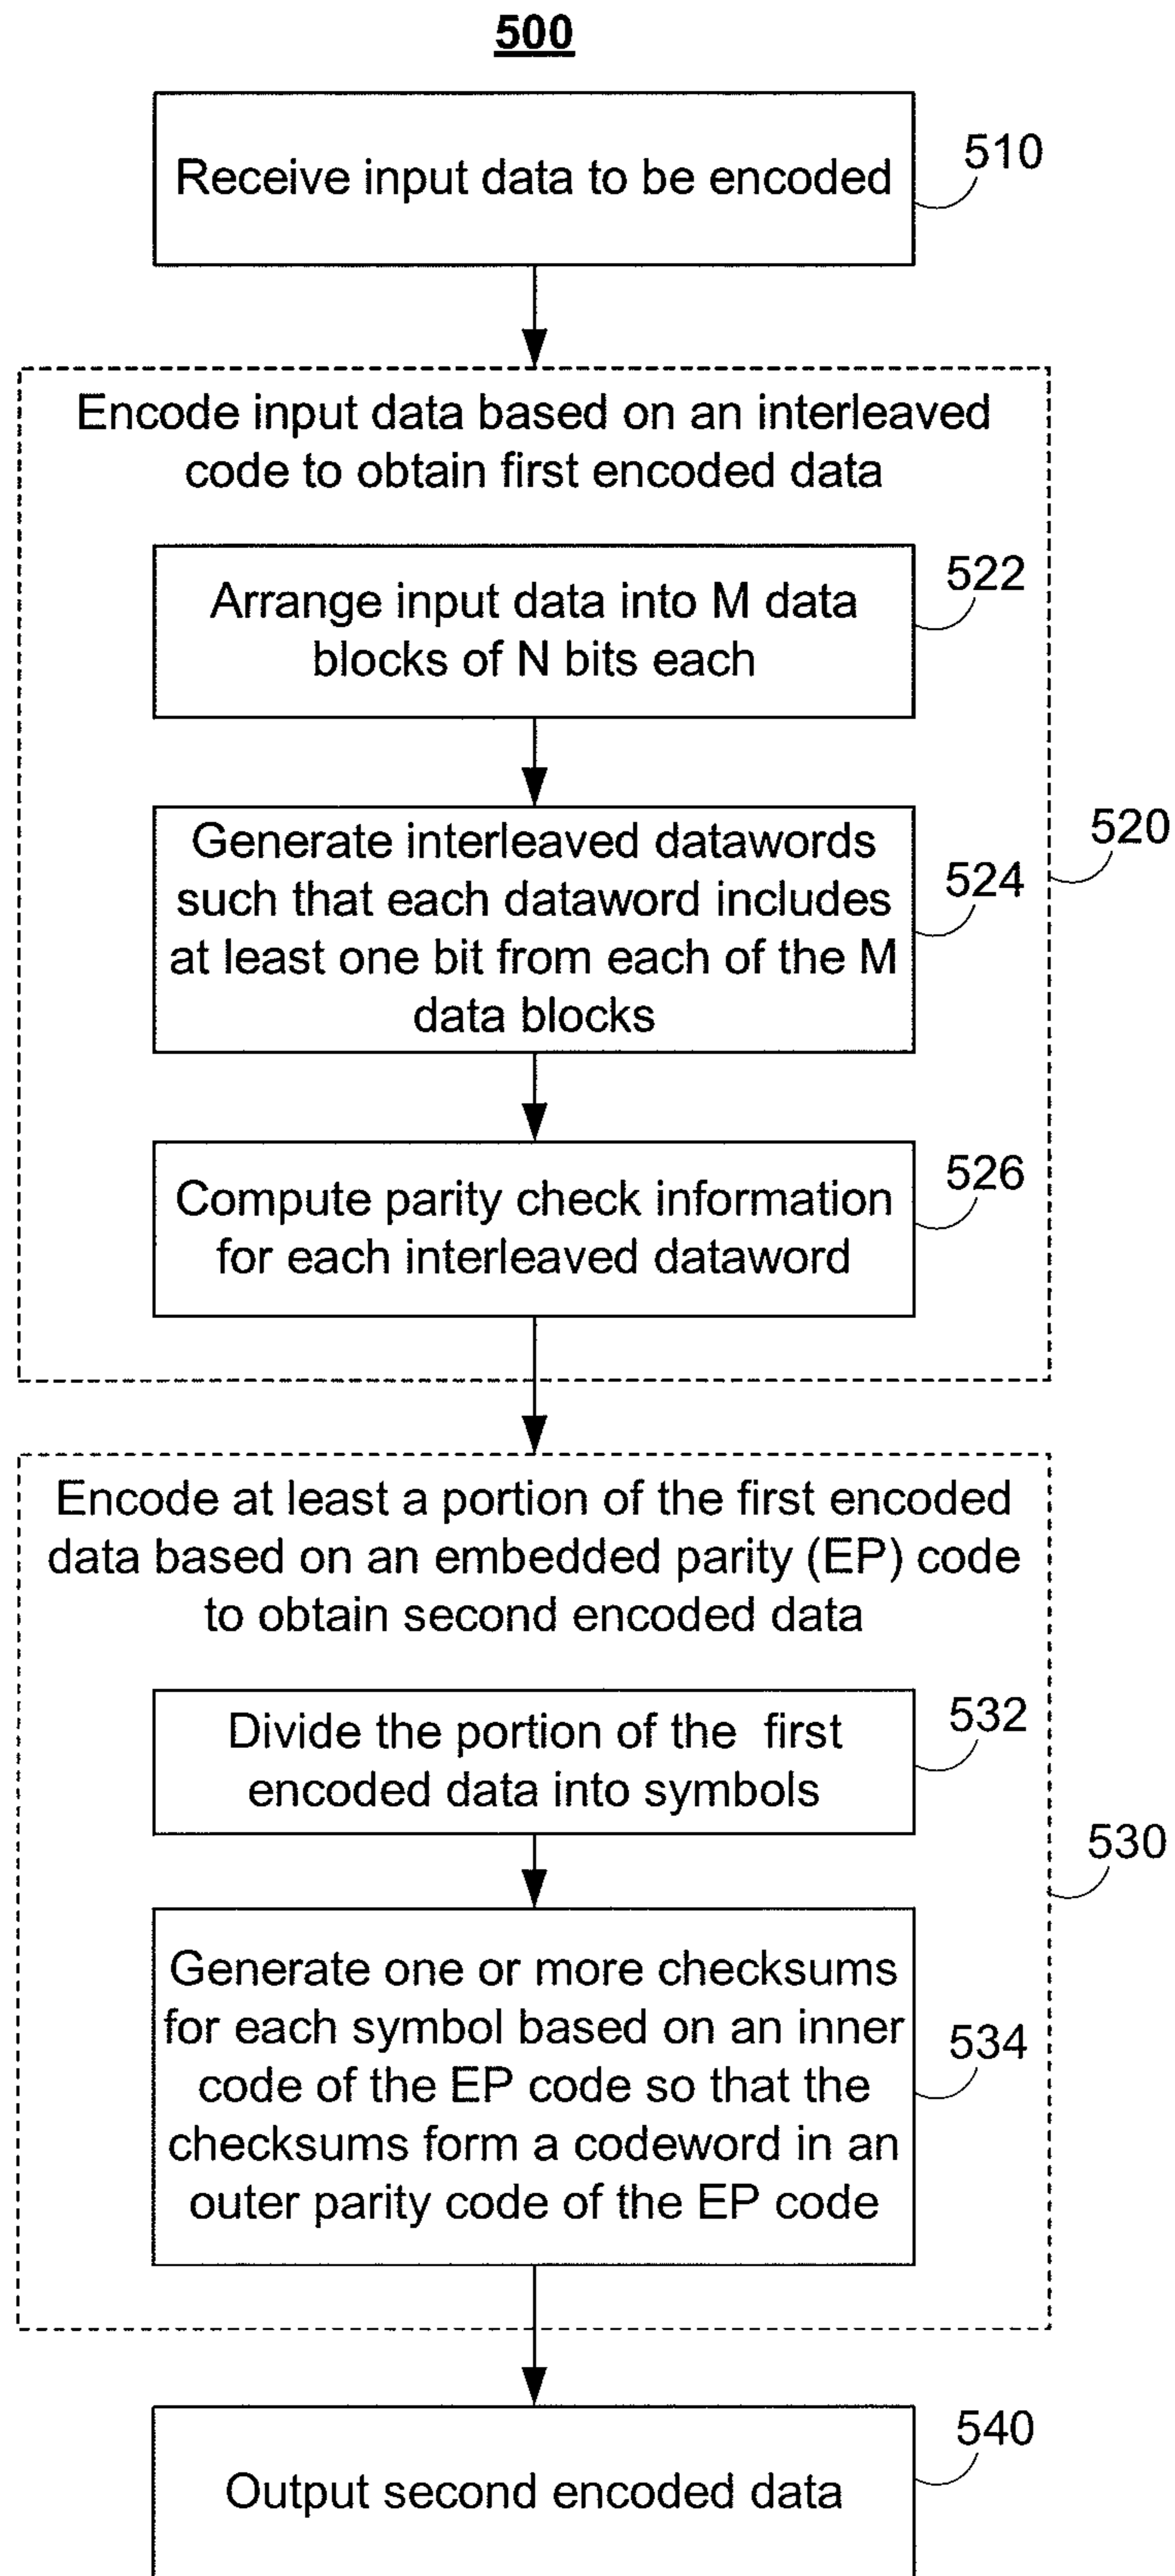 500
Receive input data to be encoded
510
Encode input data based on an interleaved
code to obtain first encoded data
Arrange input data into M data
blocks of N bits each
522
Generate interleaved datawords
such that each dataword includes
at least one bit from each of the M
data blocks
524
520
Compute parity check information
for each interleaved dataword
526
Encode at least a portion of the first encoded
data based on an embedded parity (EP) code
to obtain second encoded data
Divide the portion of the first
encoded data into symbols
532
530
Generate one or more checksums
for each symbol based on an inner
code of the EP code so that the
checksums form a codeword in an
outer parity code of the EP code
534
Output second encoded data
540